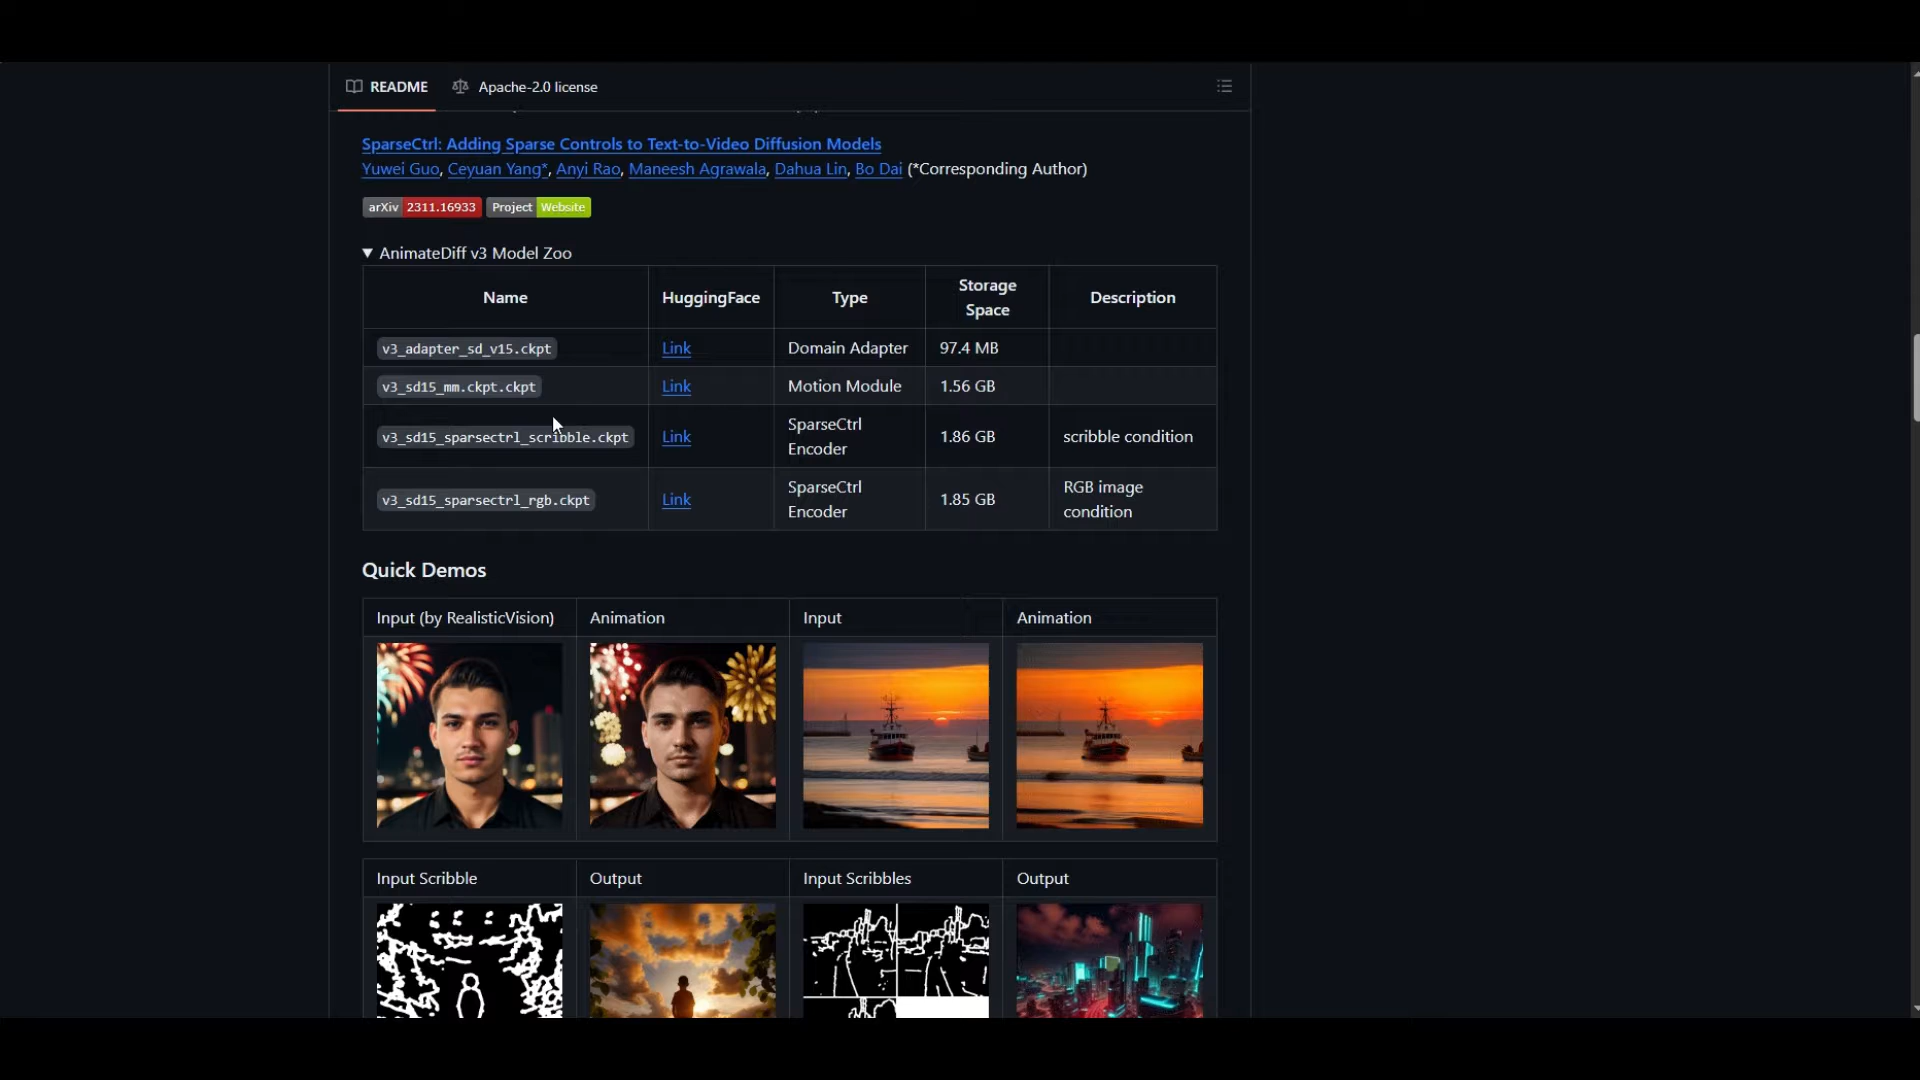 README
Apache-2.0 license
SparseCtrl: Adding Sparse Controls to Text-to-Video Diffusion Models
Yuwei Guo, Ceyuan Yang*, Anyi Rao, Maneesh Agrawala, Dahua Lin, Bo Dai (*Corresponding Author)
arXiv 2311.16933 Project Website
▼ AnimateDiff v3 Model Zoo
Name HuggingFace Type Storage Space Description
v3_adapter_sd_v15.ckpt Link Domain Adapter 97.4 MB
v3_sd15_mm.ckpt.ckpt Link Motion Module 1.56 GB
v3_sd15_sparsectrl_scribble.ckpt Link SparseCtrl Encoder 1.86 GB scribble condition
v3_sd15_sparsectrl_rgb.ckpt Link SparseCtrl Encoder 1.85 GB RGB image condition
Quick Demos
Input (by RealisticVision) Animation Input Animation
Input Scribble Output Input Scribbles Output